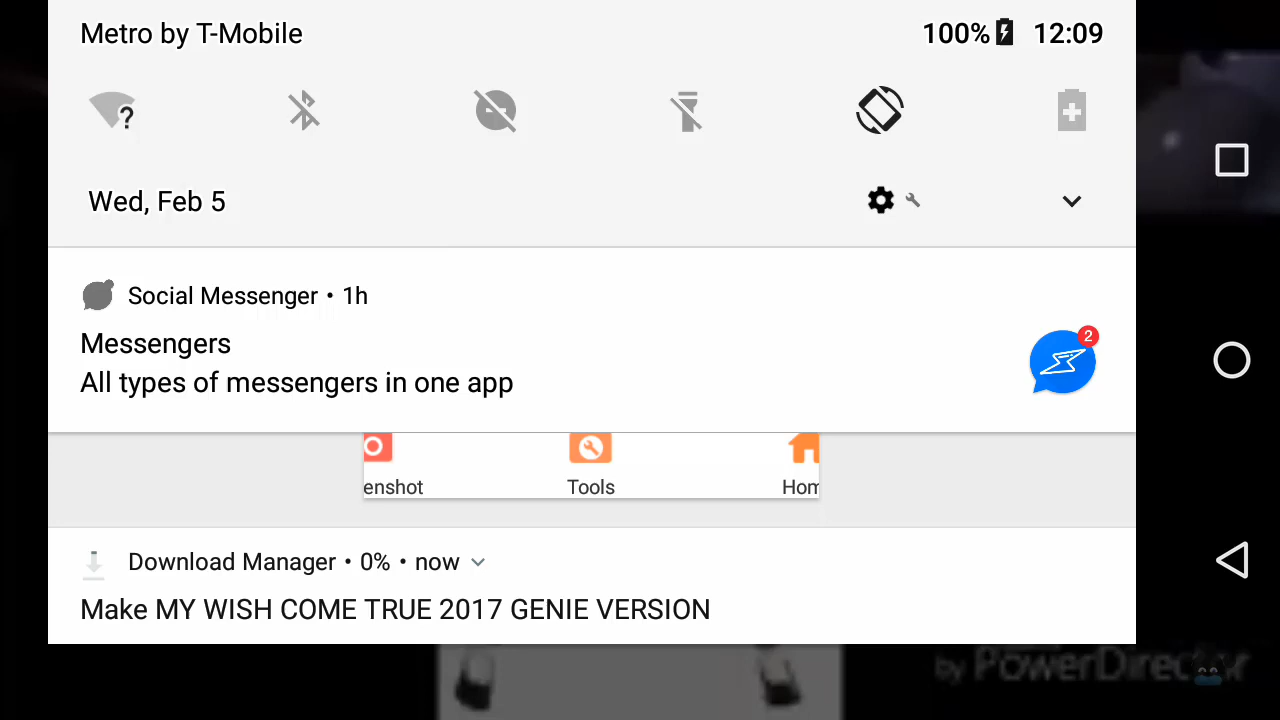 Metro by T-Mobile
100% 12:09
?
Wed, Feb 5
Social Messenger • 1h
Messengers
All types of messengers in one app
2
enshot Tools Hom
Download Manager • 0% • now
Make MY WISH COME TRUE 2017 GENIE VERSION
by PowerDirector